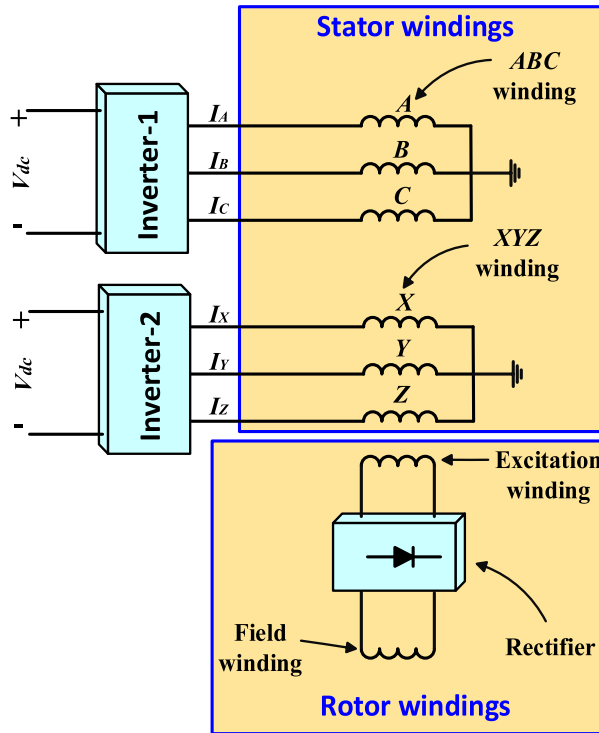 Stator windings
ABC
winding
+
Vdc
-
Inverter-1
IA
IB
IC
A
B
C
XYZ
winding
+
Vdc
-
Inverter-2
IX
IY
IZ
X
Y
Z
Excitation
winding
Field
winding
Rectifier
Rotor windings